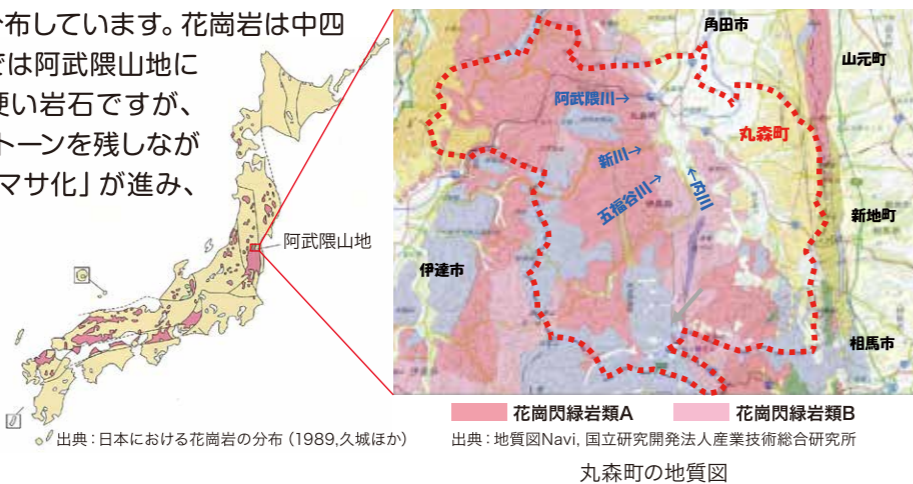 分布しています。花崗岩は中四
では阿武隈山地に
硬い岩石ですが、
トーンを残しなが
マサ化」が進み、
阿武隈山地
出典：日本における花崗岩の分布（1989,久城ほか）
角田市
山元町
阿武隈川→
丸森町
新川→
五福谷川→
←内川
新地町
伊達市
相馬市
花崗閃緑岩類A
花崗閃緑岩類B
出典：地質図Navi, 国立研究開発法人産業技術総合研究所
丸森町の地質図